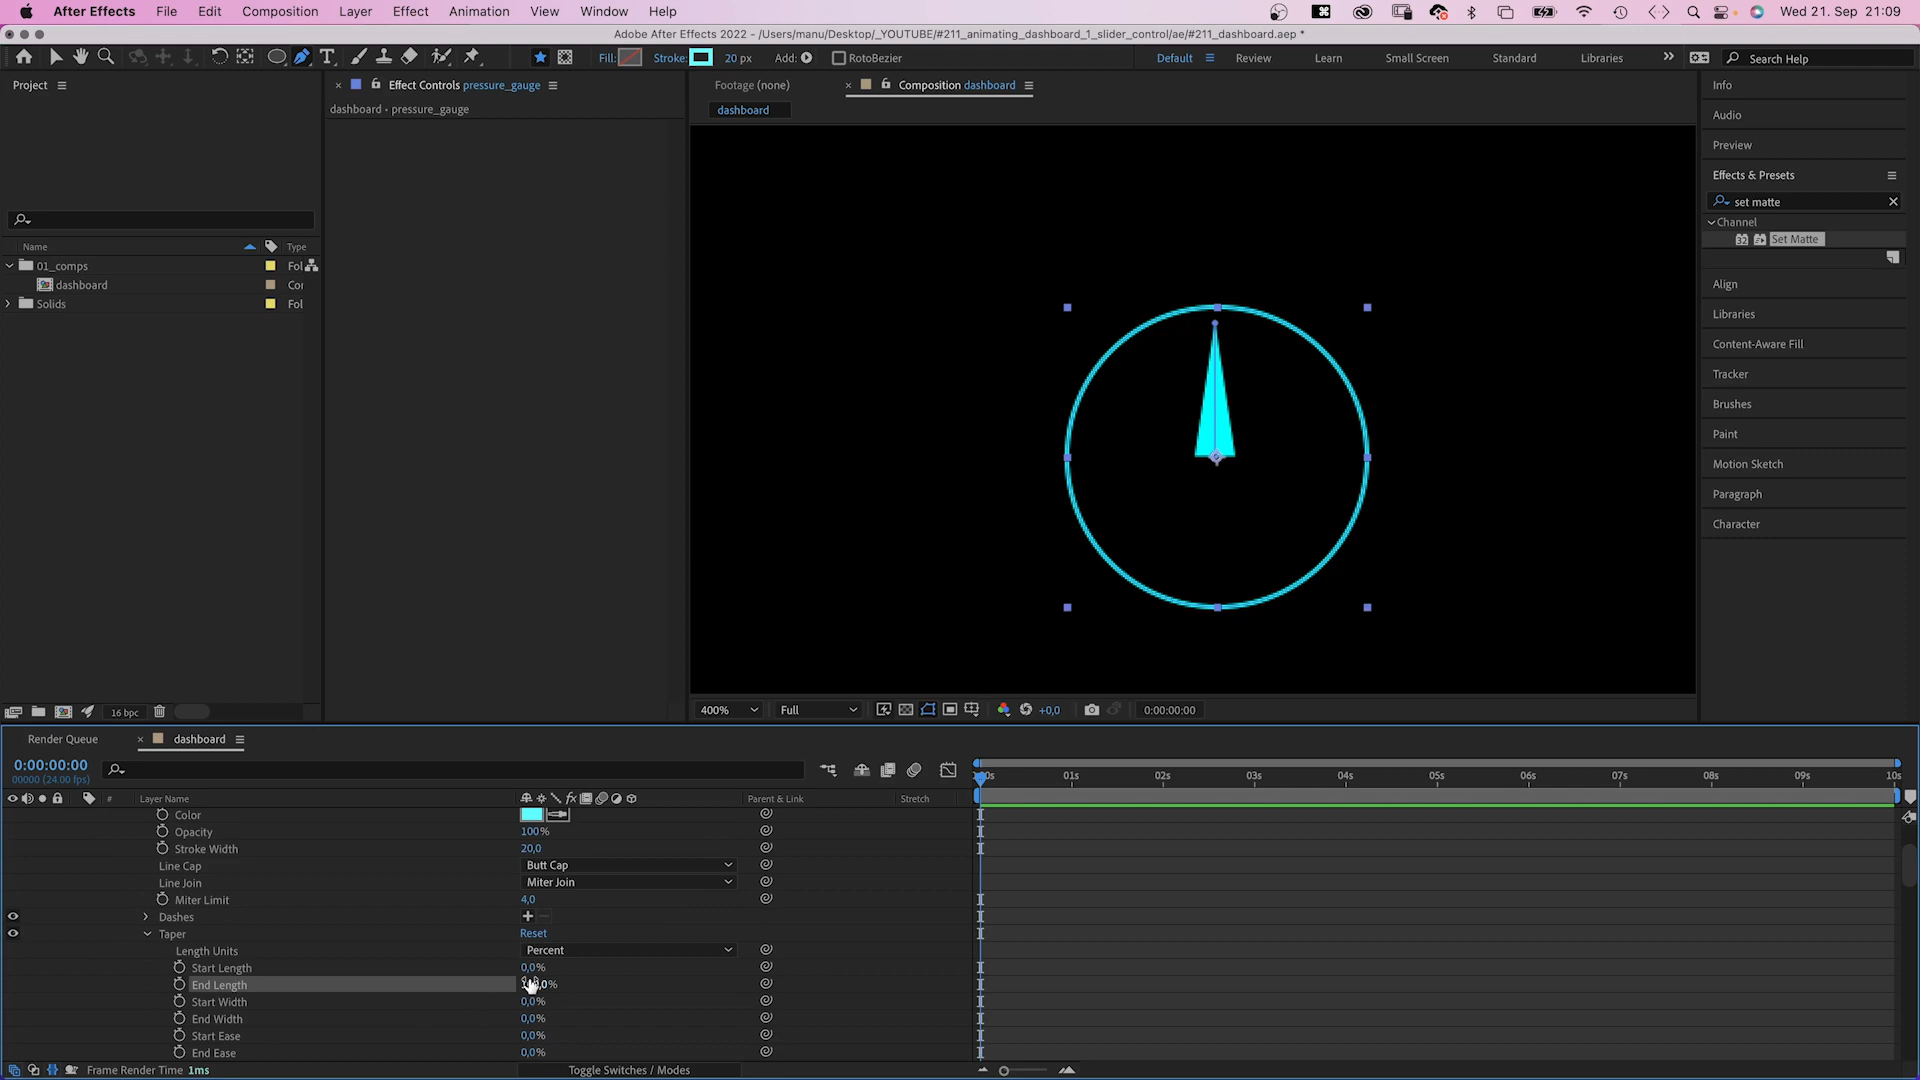 After Effects File Edit Composition Layer Effect Animation View Window Help Wed 21. Sep 21:09
Adobe After Effects 2022 - /Users/manu/Desktop/_YOUTUBE/#211_animating_dashboard_1_slider_control/ae/#211_dashboard.aep *
Fill: Stroke: 20 px Add: RotoBezier Default Review Learn Small Screen Standard Libraries Search Help
Project
Effect Controls pressure_gauge
dashboard • pressure_gauge
Name Type
01_comps Fol
dashboard Cor
Solids Fol
16 bpc
Footage (none) Composition dashboard
dashboard
400% Full +0,0 0:00:00:00
Info
Audio
Preview
Effects & Presets
set matte
Channel
32 Set Matte
Align
Libraries
Content-Aware Fill
Tracker
Brushes
Paint
Motion Sketch
Paragraph
Character
Render Queue dashboard
0:00:00:00
00000 (24.00 fps)
01s 02s 03s 04s 05s 06s 07s 08s 09s 10s
# Layer Name Parent & Link Stretch
Color
Opacity 100%
Stroke Width 20,0
Line Cap Butt Cap
Line Join Miter Join
Miter Limit 4,0
Dashes
Taper Reset
Length Units Percent
Start Length 0,0%
End Length
Start Width 0,0%
End Width 0,0%
Start Ease 0,0%
End Ease 0,0%
Frame Render Time 1ms Toggle Switches / Modes